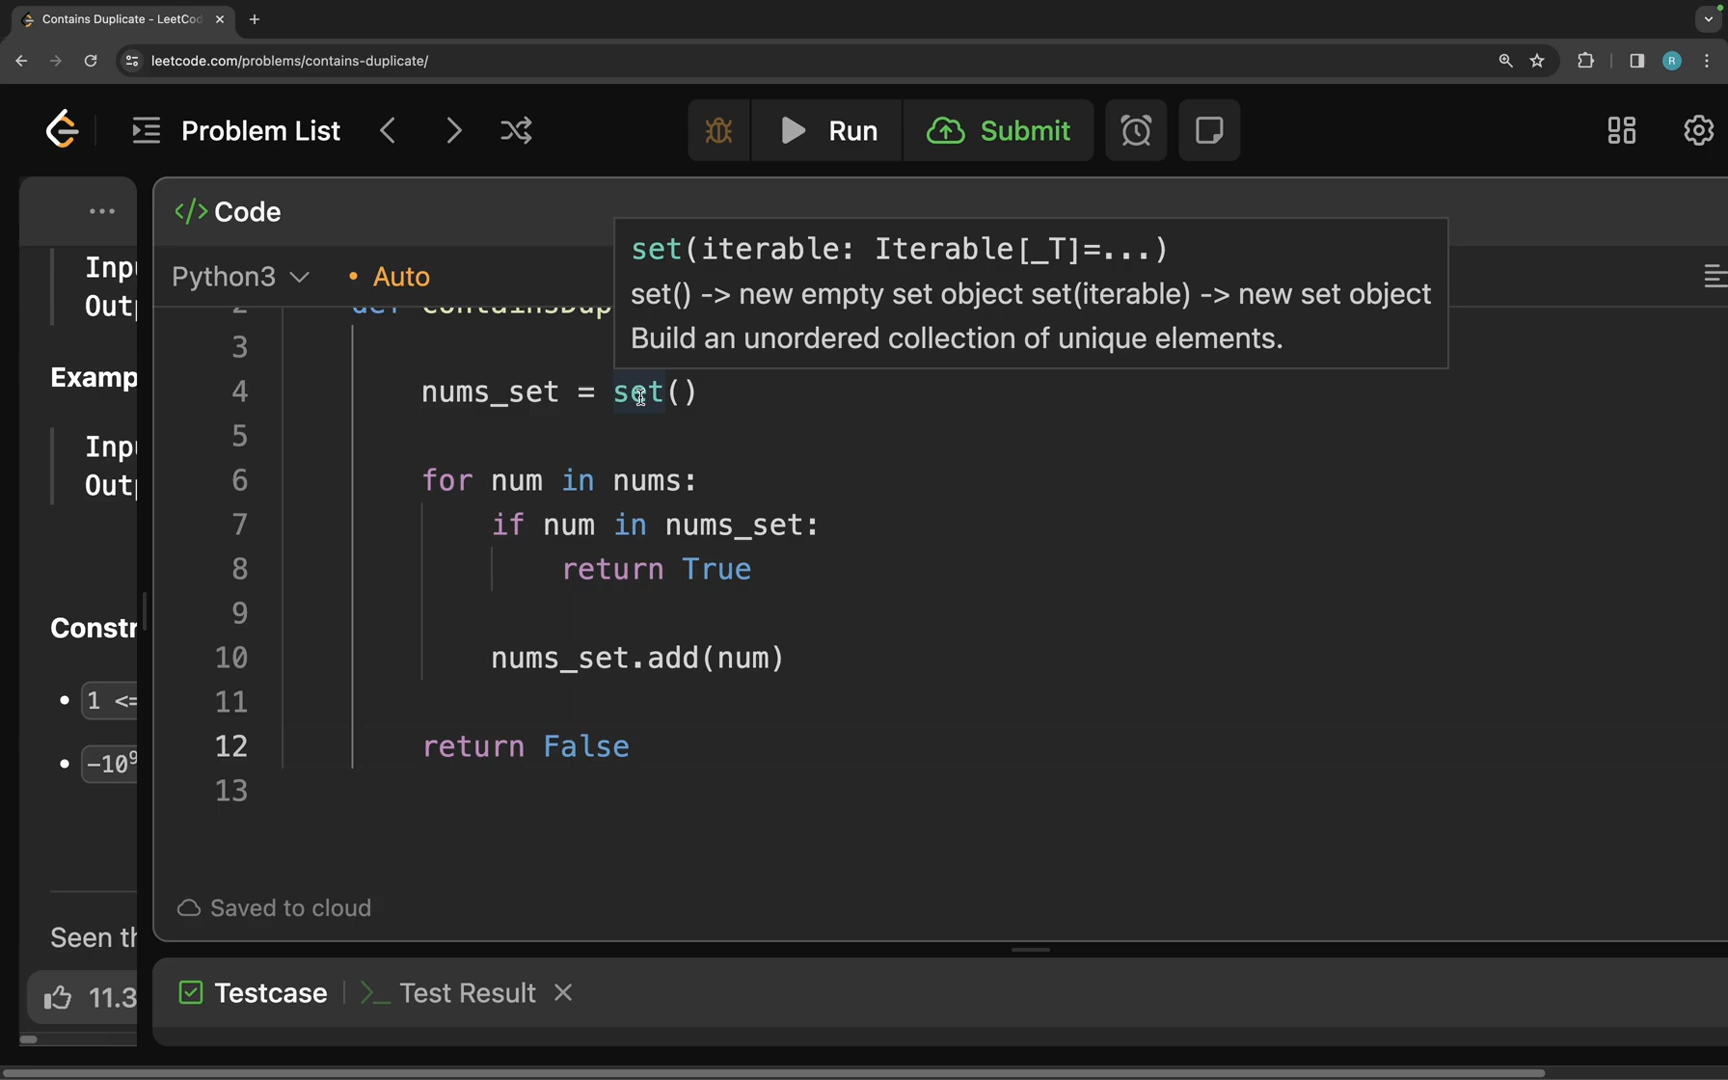 Contains Duplicate - LeetCod
leetcode.com/problems/contains-duplicate/
R
Problem List
Run
Submit
Code
Python3
• Auto
Inp
Out
Examp
Inp
Out
Constr
• 1 <=
• -10⁹
Seen th
11.3
set(iterable: Iterable[_T]=...)
set() -> new empty set object set(iterable) -> new set object
Build an unordered collection of unique elements.
2 def containsDup
3
4 nums_set = set()
5
6 for num in nums:
7 if num in nums_set:
8 return True
9
10 nums_set.add(num)
11
12 return False
13
Saved to cloud
Testcase
Test Result